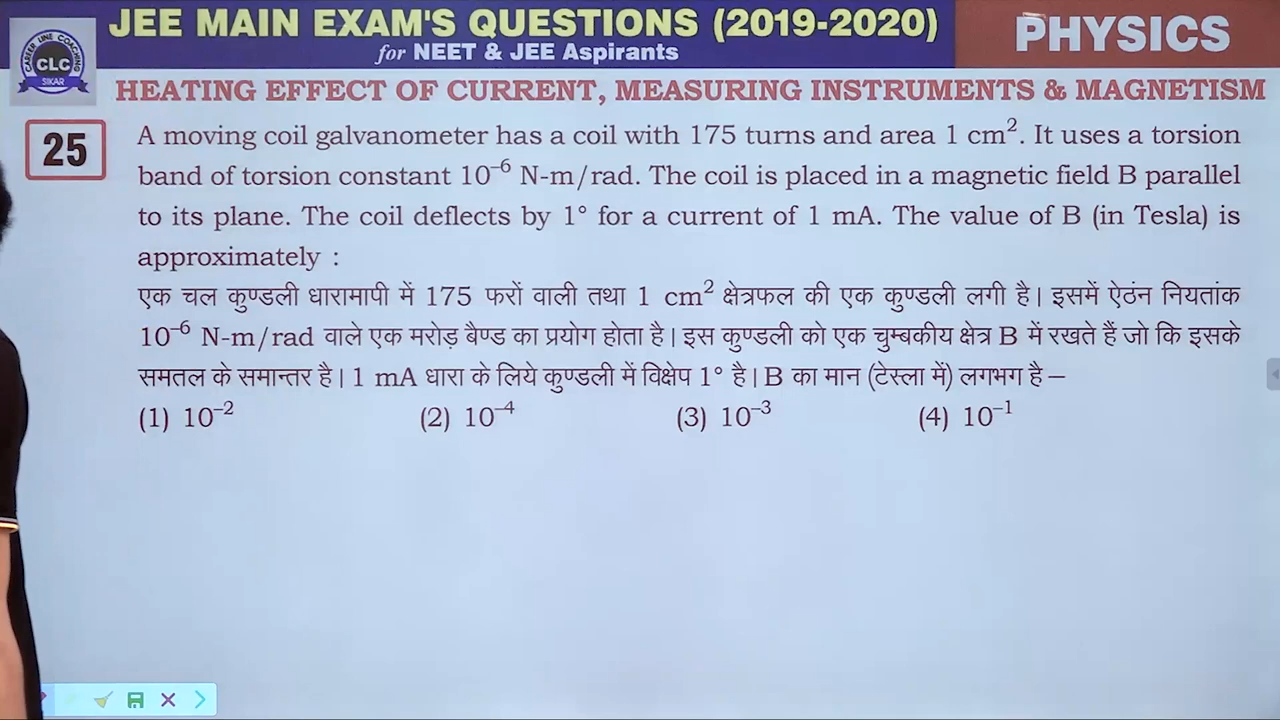 JEE MAIN EXAM'S QUESTIONS (2019-2020)
for NEET & JEE Aspirants
PHYSICS
CAREER LINE COACHING
CLC
SIKAR
HEATING EFFECT OF CURRENT, MEASURING INSTRUMENTS & MAGNETISM
25
A moving coil galvanometer has a coil with 175 turns and area 1 cm². It uses a torsion
band of torsion constant 10⁻⁶ N-m/rad. The coil is placed in a magnetic field B parallel
to its plane. The coil deflects by 1° for a current of 1 mA. The value of B (in Tesla) is
approximately :
एक चल कुण्डली धारामापी में 175 फरों वाली तथा 1 cm² क्षेत्रफल की एक कुण्डली लगी है। इसमें ऐठंन नियतांक
10⁻⁶ N-m/rad वाले एक मरोड़ बैण्ड का प्रयोग होता है। इस कुण्डली को एक चुम्बकीय क्षेत्र B में रखते हैं जो कि इसके
समतल के समान्तर है। 1 mA धारा के लिये कुण्डली में विक्षेप 1° है। B का मान (टेस्ला में) लगभग है –
(1) 10⁻² (2) 10⁻⁴ (3) 10⁻³ (4) 10⁻¹